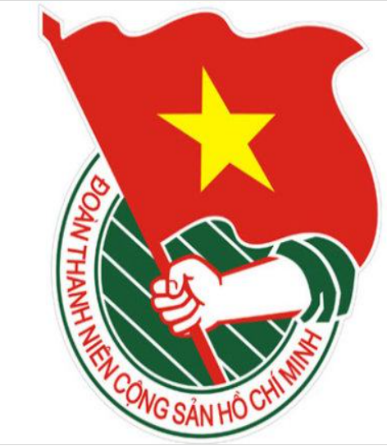 ĐOÀN THANH NIÊN CỘNG SẢN HỒ CHÍ MINH